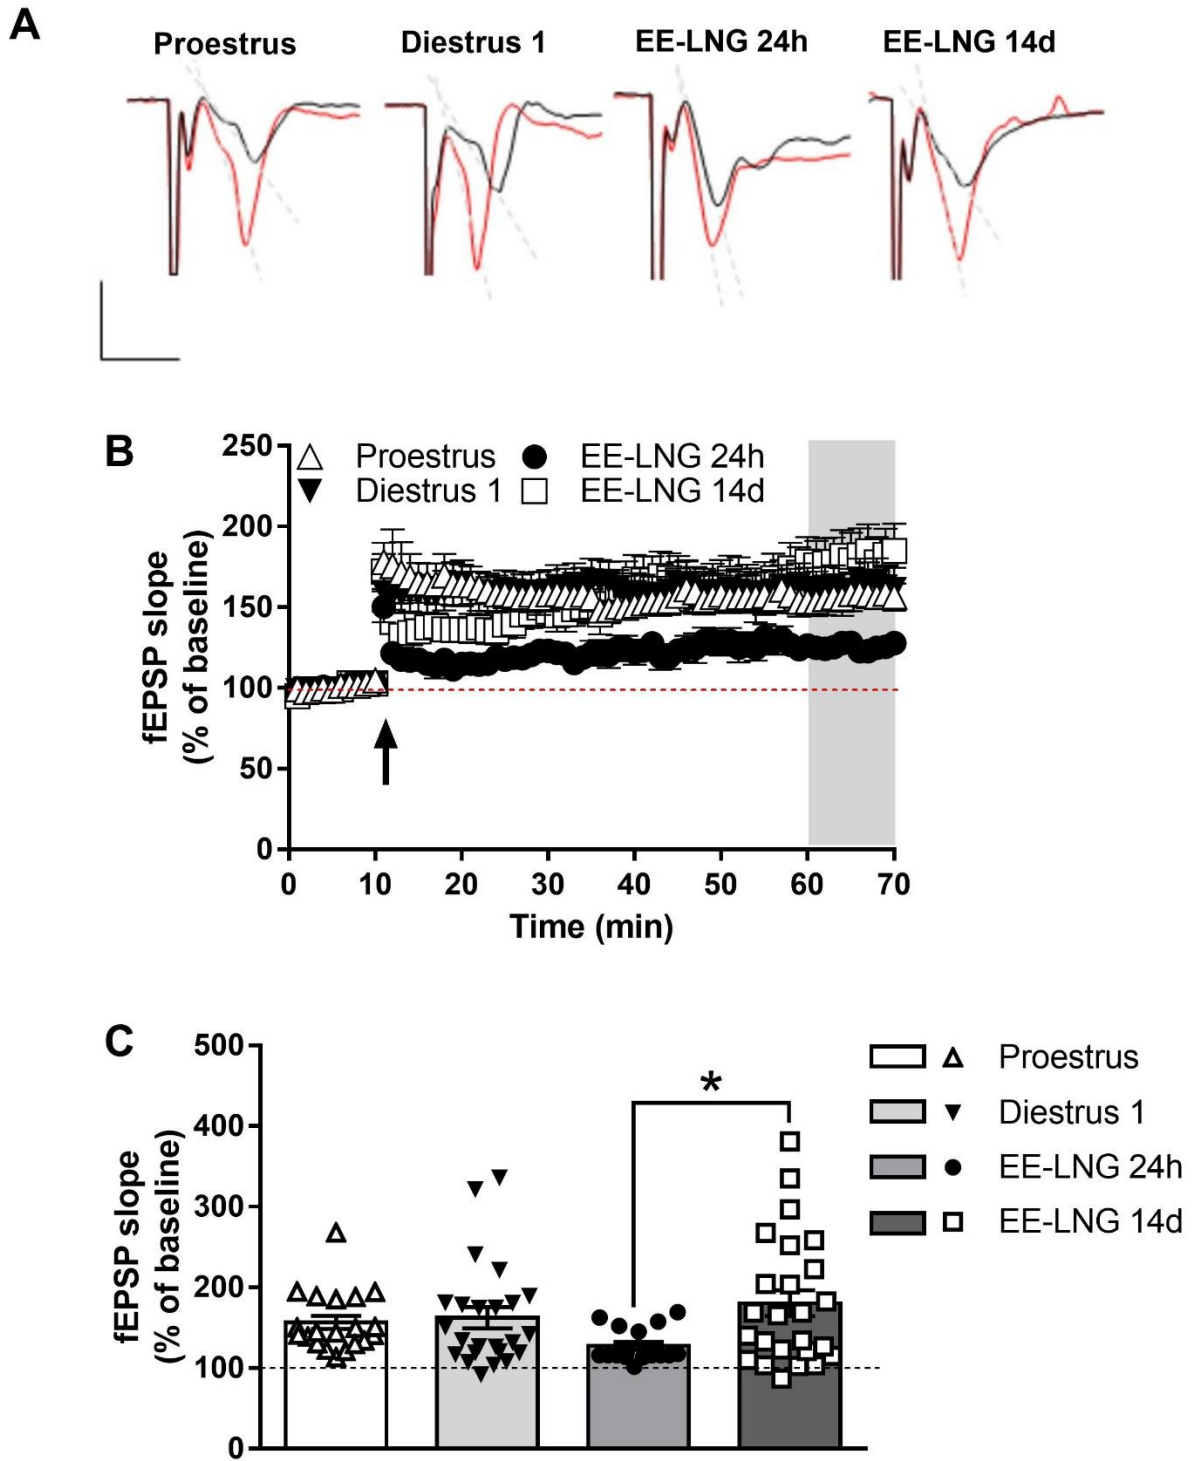 A
Proestrus Diestrus 1 EE-LNG 24h EE-LNG 14d
B
fEPSP slope
(% of baseline)
250
200
150
100
50
0
Proestrus EE-LNG 24h
Diestrus 1 EE-LNG 14d
0 10 20 30 40 50 60 70
Time (min)
C
fEPSP slope
(% of baseline)
500
400
300
200
100
0
*
Proestrus
Diestrus 1
EE-LNG 24h
EE-LNG 14d